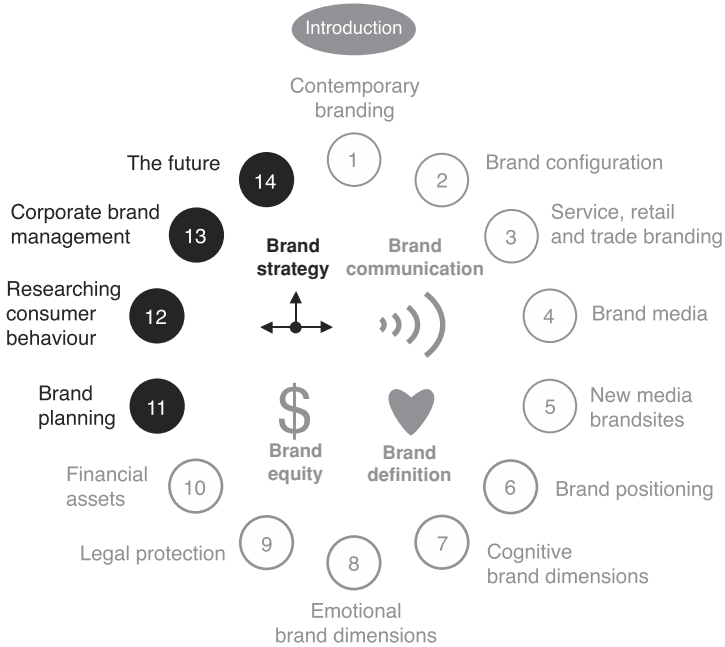 Introduction
Contemporary
branding
1
2
Brand configuration
3
Service, retail
and trade branding
4
Brand media
5
New media
brandsites
6
Brand positioning
7
Cognitive
brand dimensions
8
Emotional
brand dimensions
9
Legal protection
10
Financial
assets
11
Brand
planning
12
Researching
consumer
behaviour
13
Corporate brand
management
14
The future
Brand
strategy
Brand
communication
$
Brand
equity
Brand
definition